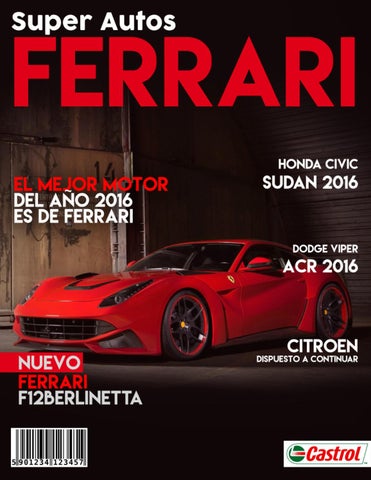 Super Autos
FERRARI
HONDA CIVIC
SUDAN 2016
EL MEJOR MOTOR
DEL AÑO 2016
ES DE FERRARI
DODGE VIPER
ACR 2016
CITROEN
DISPUESTO A CONTINUAR
NUEVO
FERRARI
F12BERLINETTA
5 901234 123457
Castrol